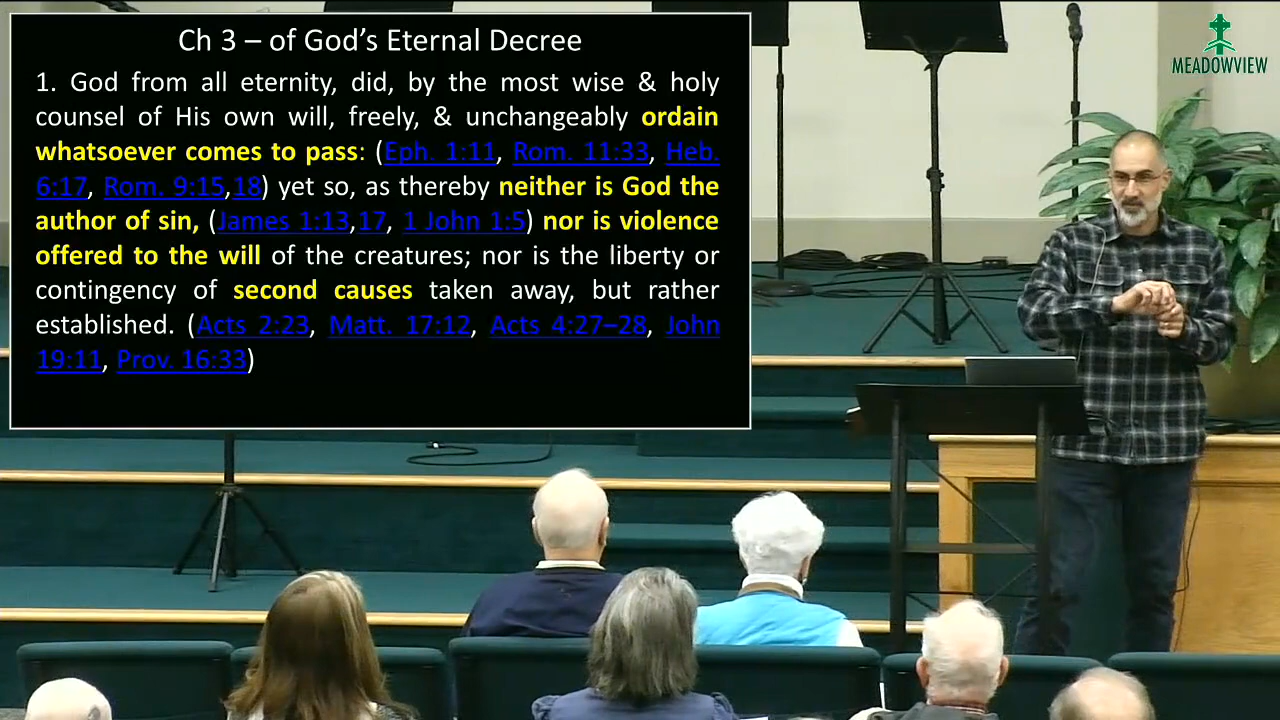 Ch 3 – of God's Eternal Decree
1. God from all eternity, did, by the most wise & holy
counsel of His own will, freely, & unchangeably ordain
whatsoever comes to pass: (Eph. 1:11, Rom. 11:33, Heb.
6:17, Rom. 9:15,18) yet so, as thereby neither is God the
author of sin, (James 1:13,17, 1 John 1:5) nor is violence
offered to the will of the creatures; nor is the liberty or
contingency of second causes taken away, but rather
established. (Acts 2:23, Matt. 17:12, Acts 4:27–28, John
19:11, Prov. 16:33)
MEADOWVIEW